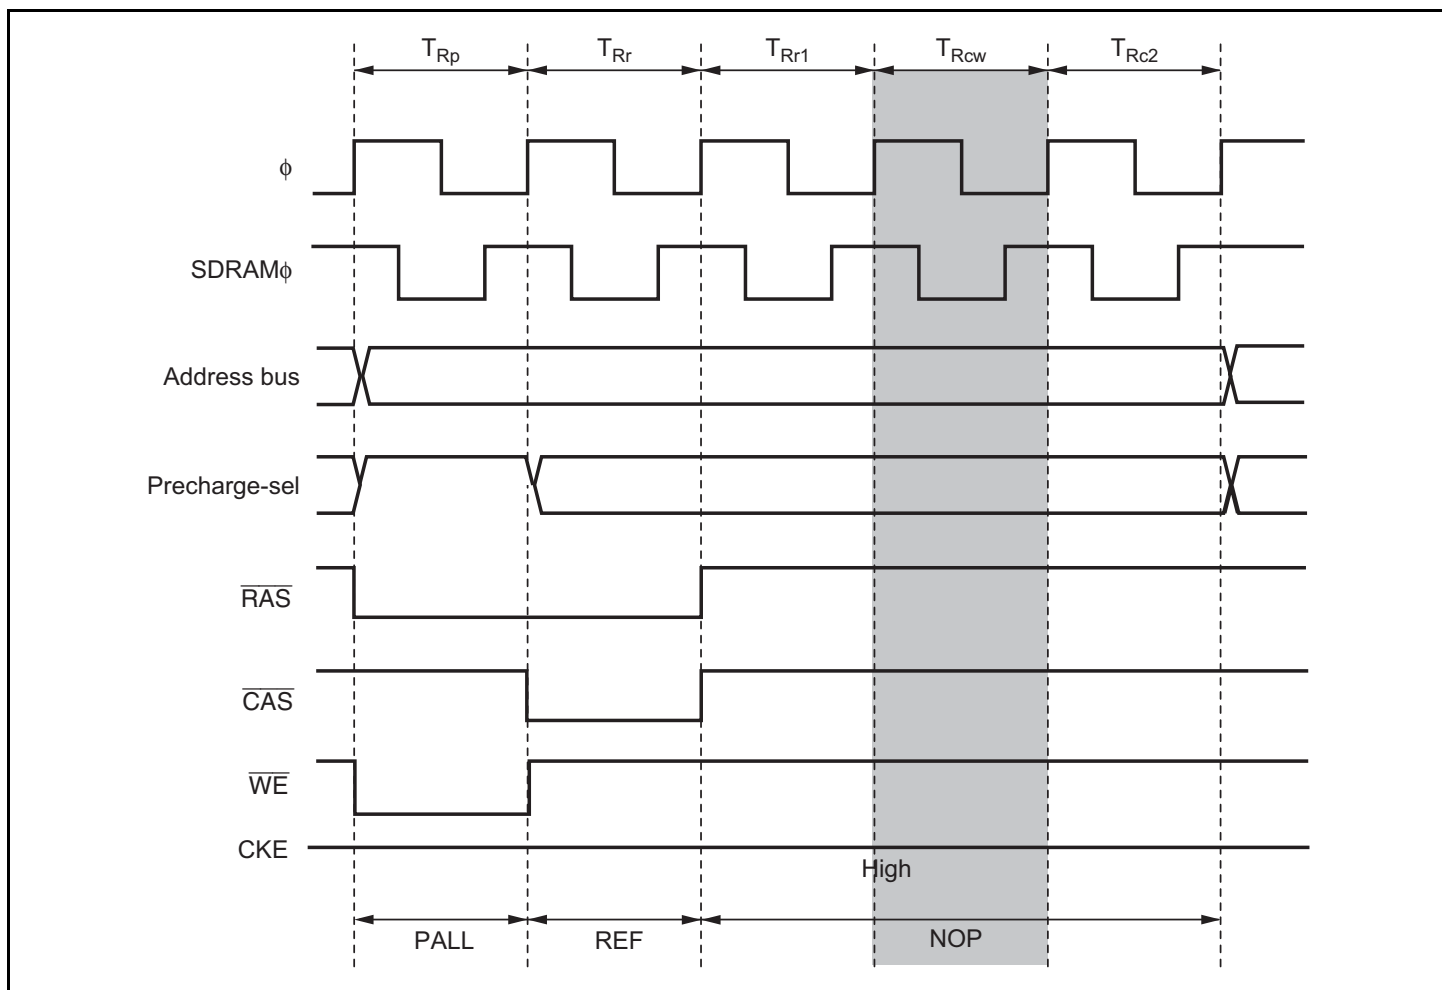 TRp TRr TRr1 TRcw TRc2
ϕ
SDRAMϕ
Address bus
Precharge-sel
RAS
CAS
WE
CKE
High
PALL REF NOP